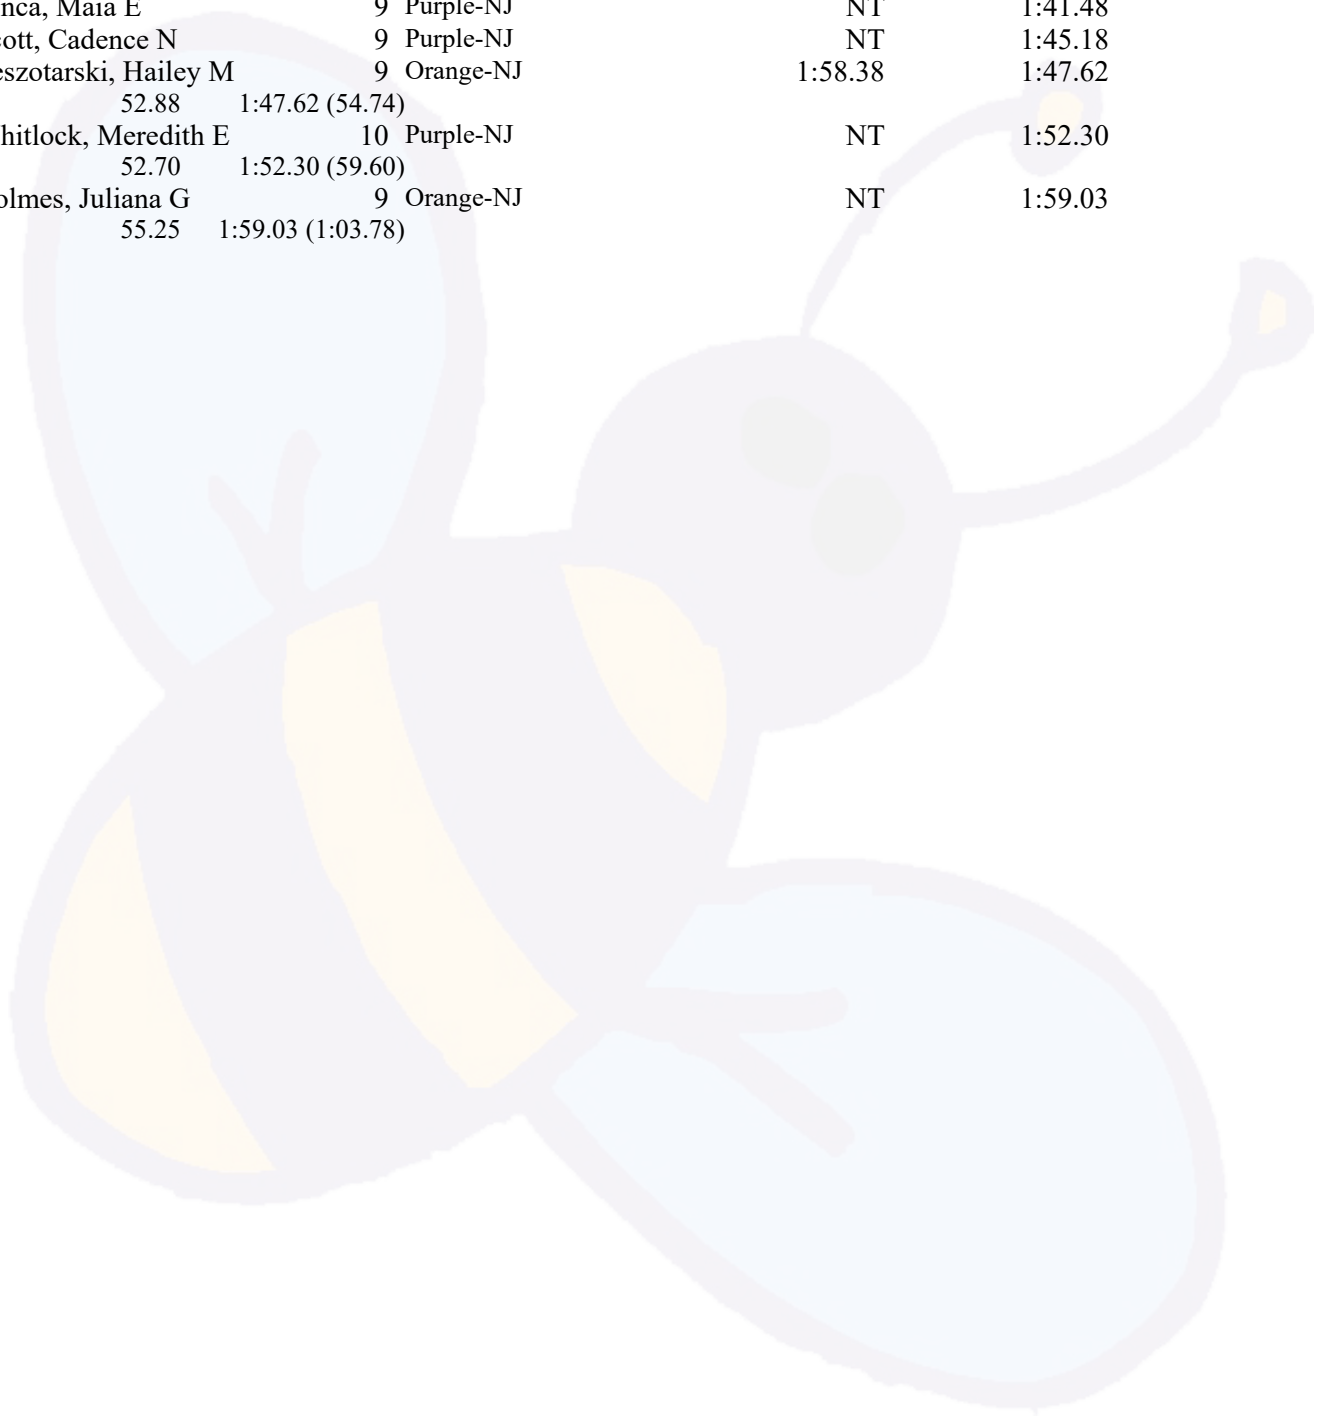 nca, Maia E 9 Purple-NJ NT 1:41.48
ott, Cadence N 9 Purple-NJ NT 1:45.18
eszotarski, Hailey M 9 Orange-NJ 1:58.38 1:47.62
52.88 1:47.62 (54.74)
hitlock, Meredith E 10 Purple-NJ NT 1:52.30
52.70 1:52.30 (59.60)
olmes, Juliana G 9 Orange-NJ NT 1:59.03
55.25 1:59.03 (1:03.78)